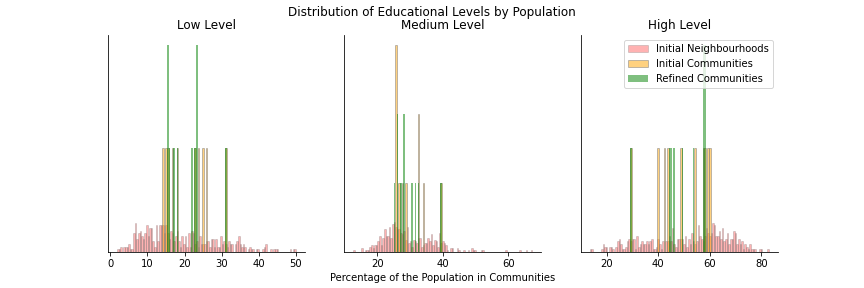 Distribution of Educational Levels by Population
Low Level
Medium Level
High Level
Initial Neighbourhoods
Initial Communities
Refined Communities
0 10 20 30 40 50
20 40 60
20 40 60 80
Percentage of the Population in Communities